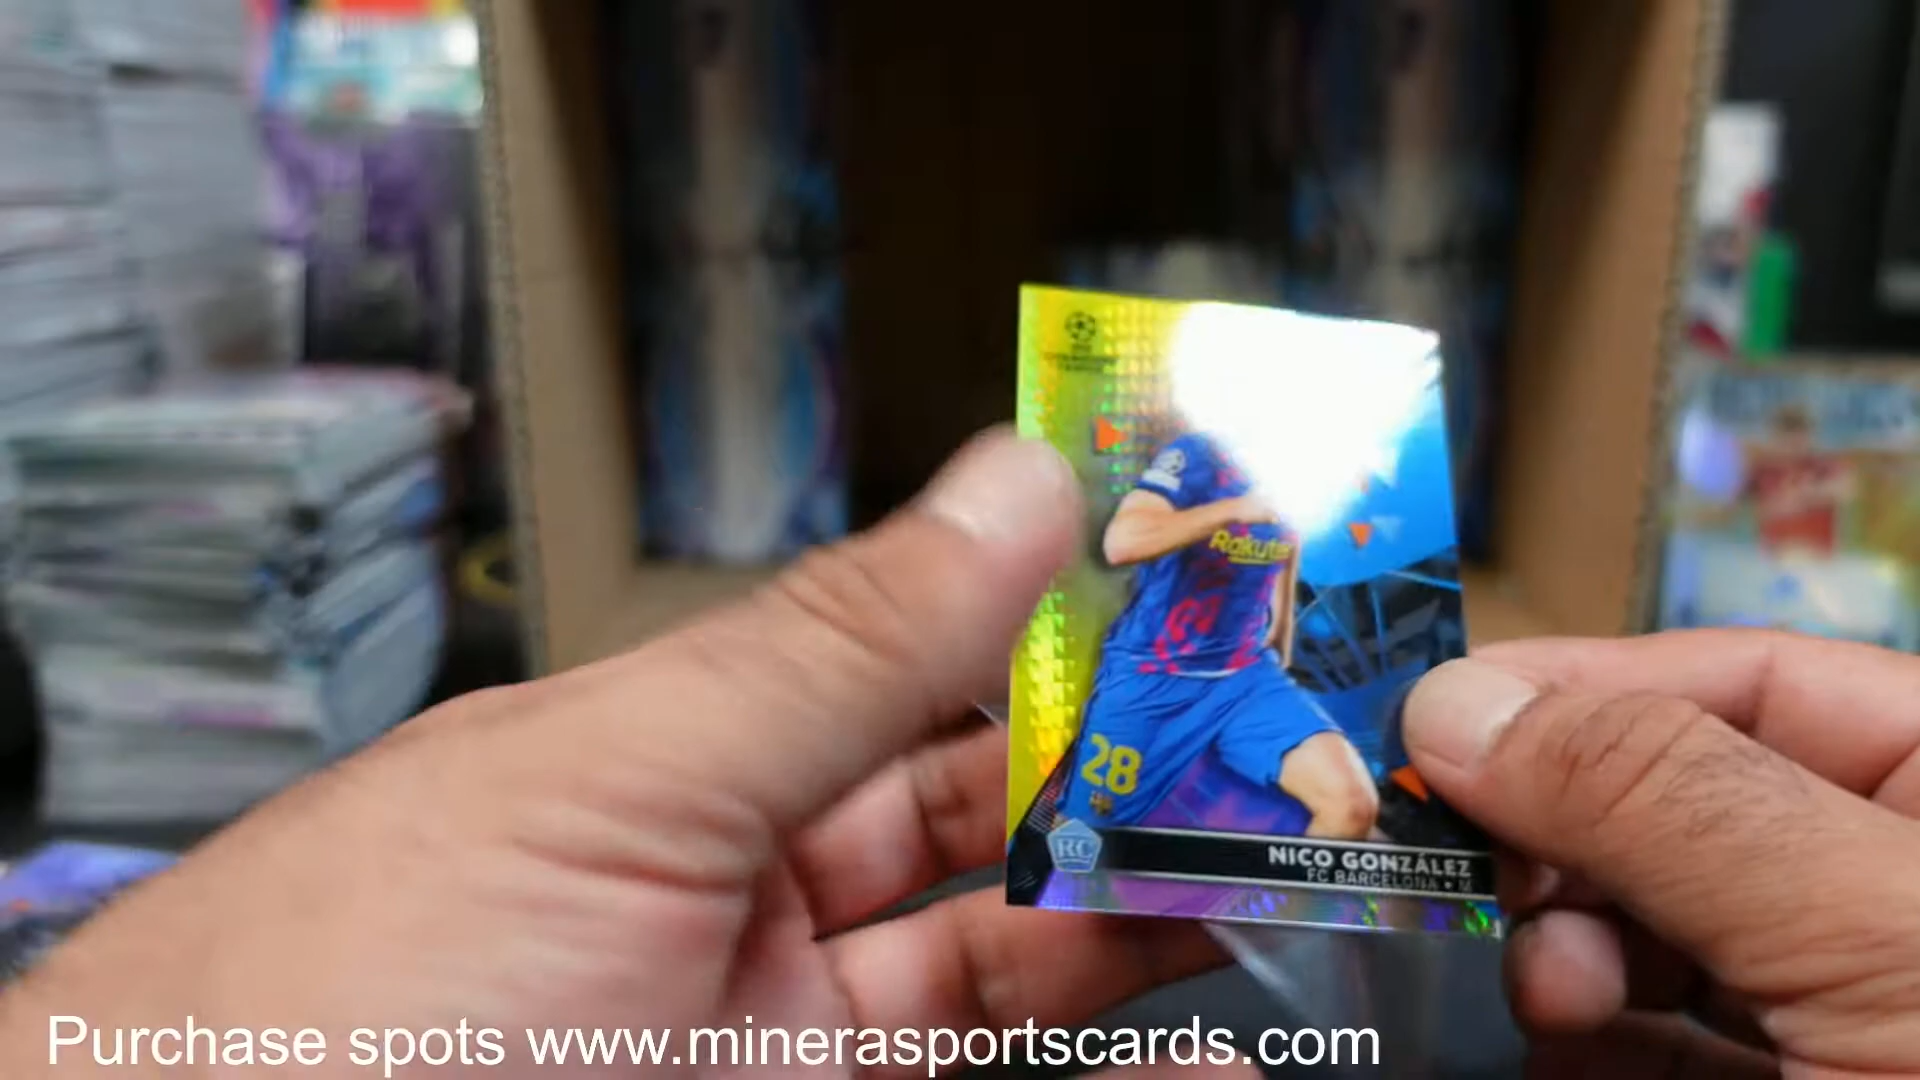 Rakuten
28
RC
NICO GONZÁLEZ
FC BARCELONA • M
Purchase spots www.minerasportscards.com